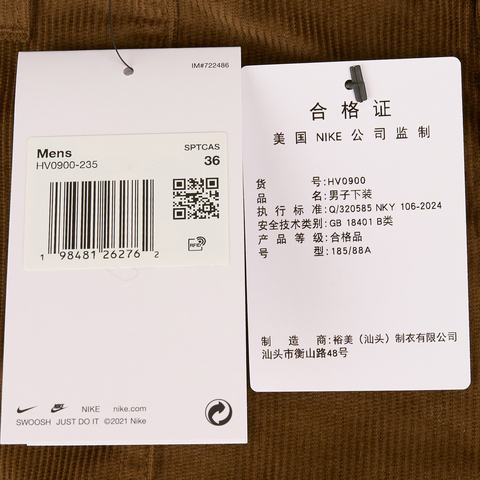 IM#722486
Mens
HV0900-235
SPTCAS
36
RFID
1 98481 26276 2
NIKE nike.com
SWOOSH JUST DO IT ©2021 Nike
合格证
美国 NIKE 公司监制
货号:HV0900
品名:男子下装
执行标准:Q/320585 NKY 106-2024
安全技术类别:GB 18401 B类
产品等级:合格品
号型:185/88A
制造商:裕美（汕头）制衣有限公司
汕头市衡山路48号